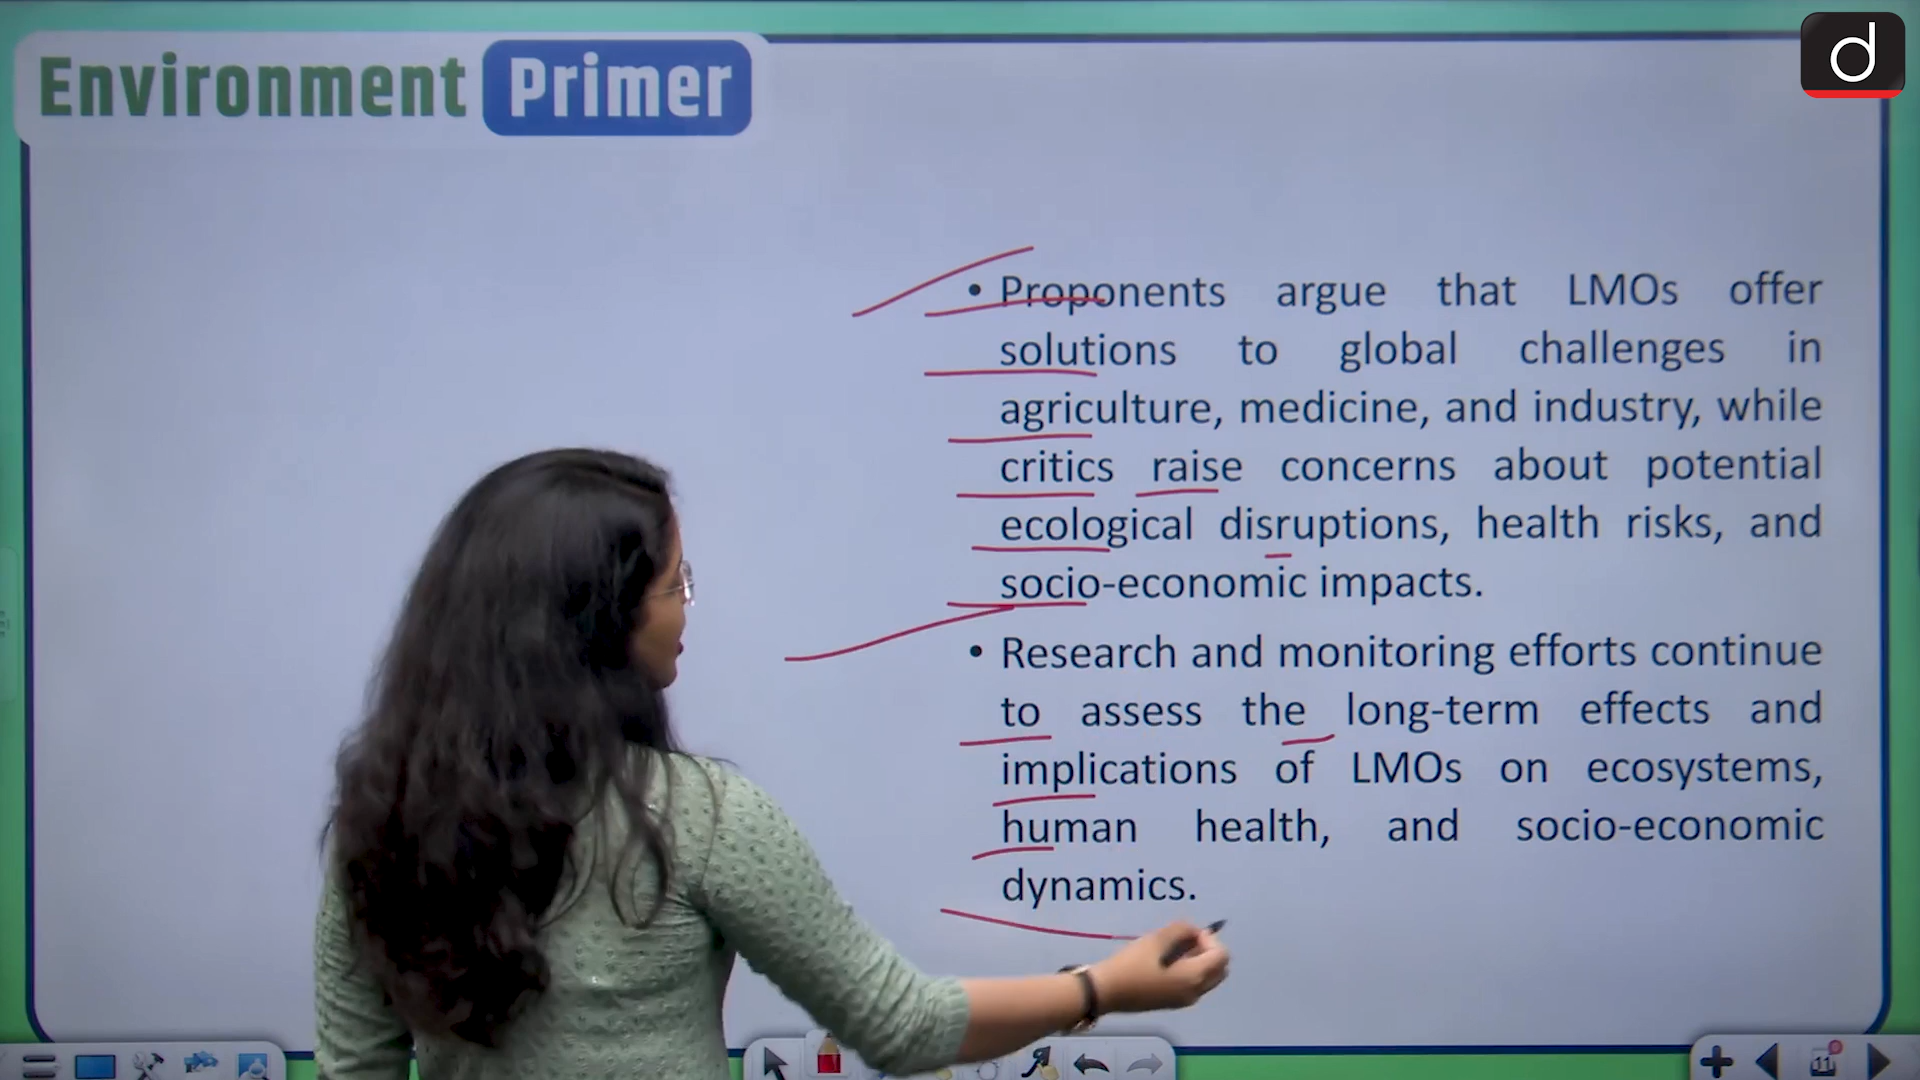 Environment Primer
d
• Proponents argue that LMOs offer
solutions to global challenges in
agriculture, medicine, and industry, while
critics raise concerns about potential
ecological disruptions, health risks, and
socio-economic impacts.
• Research and monitoring efforts continue
to assess the long-term effects and
implications of LMOs on ecosystems,
human health, and socio-economic
dynamics.
11